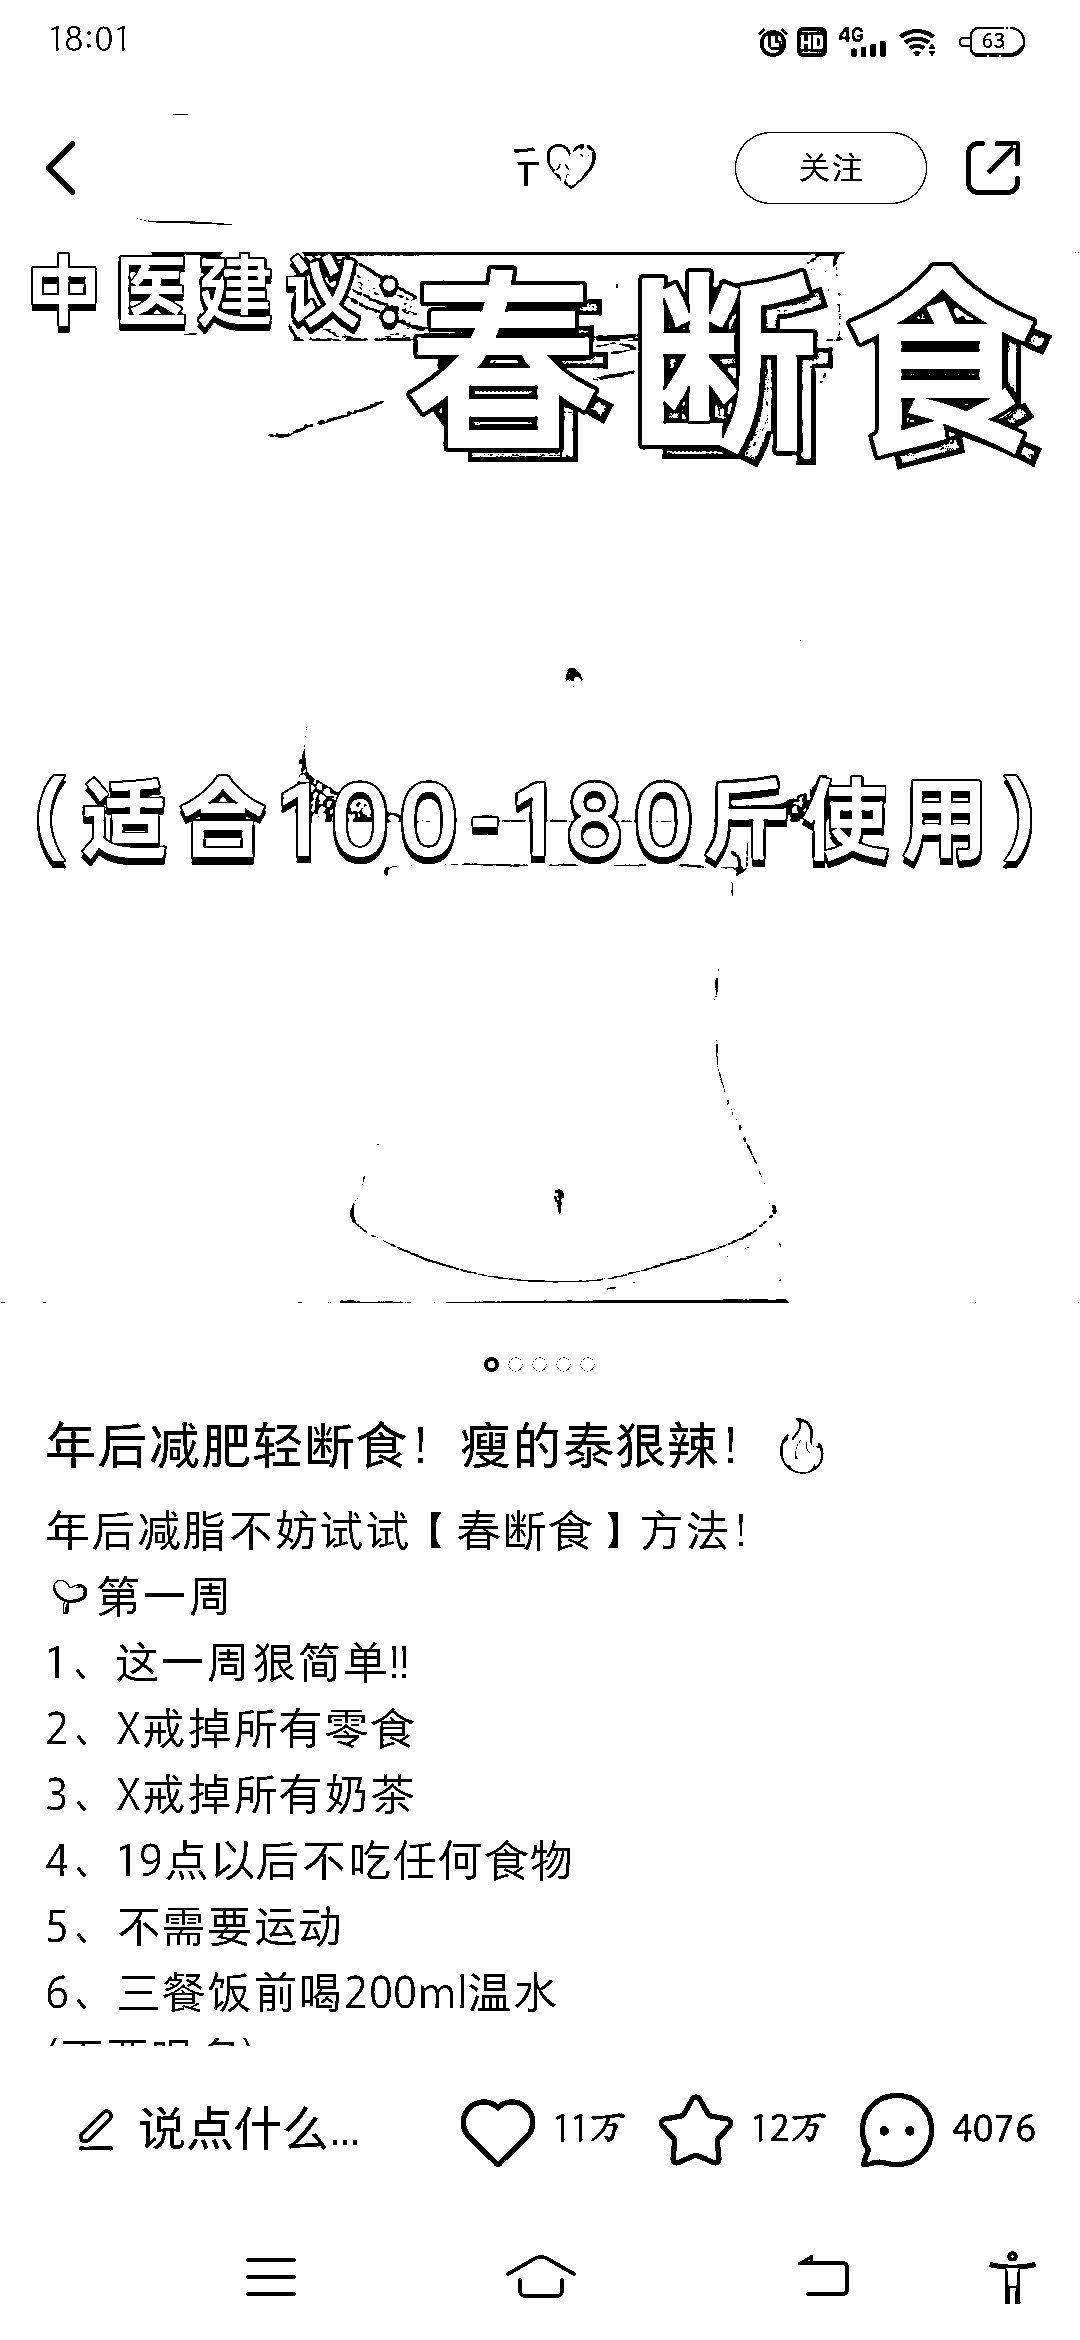 18:01
4G
HD
63
干
关注
中医建议：
春断食
（适合100-180斤使用）
年后减肥轻断食！瘦的泰狠辣！
年后减脂不妨试试【春断食】方法！
第一周
1、这一周狠简单!!
2、X戒掉所有零食
3、X戒掉所有奶茶
4、19点以后不吃任何食物
5、不需要运动
6、三餐饭前喝200ml温水
说点什么...
11万
12万
4076